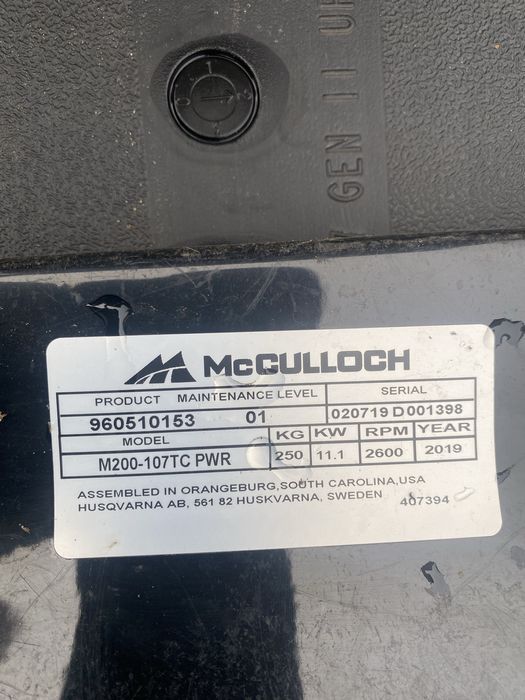 GEN II
McCULLOCH
PRODUCT MAINTENANCE LEVEL SERIAL
960510153 01 020719 D 001398
MODEL KG KW RPM YEAR
M200-107TC PWR 250 11.1 2600 2019
ASSEMBLED IN ORANGEBURG,SOUTH CAROLINA,USA
HUSQVARNA AB, 561 82 HUSKVARNA, SWEDEN 407394